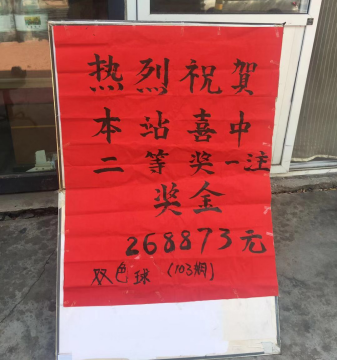 热烈祝贺
本站喜中
二等奖一注
奖金
268873元
双色球（103期）